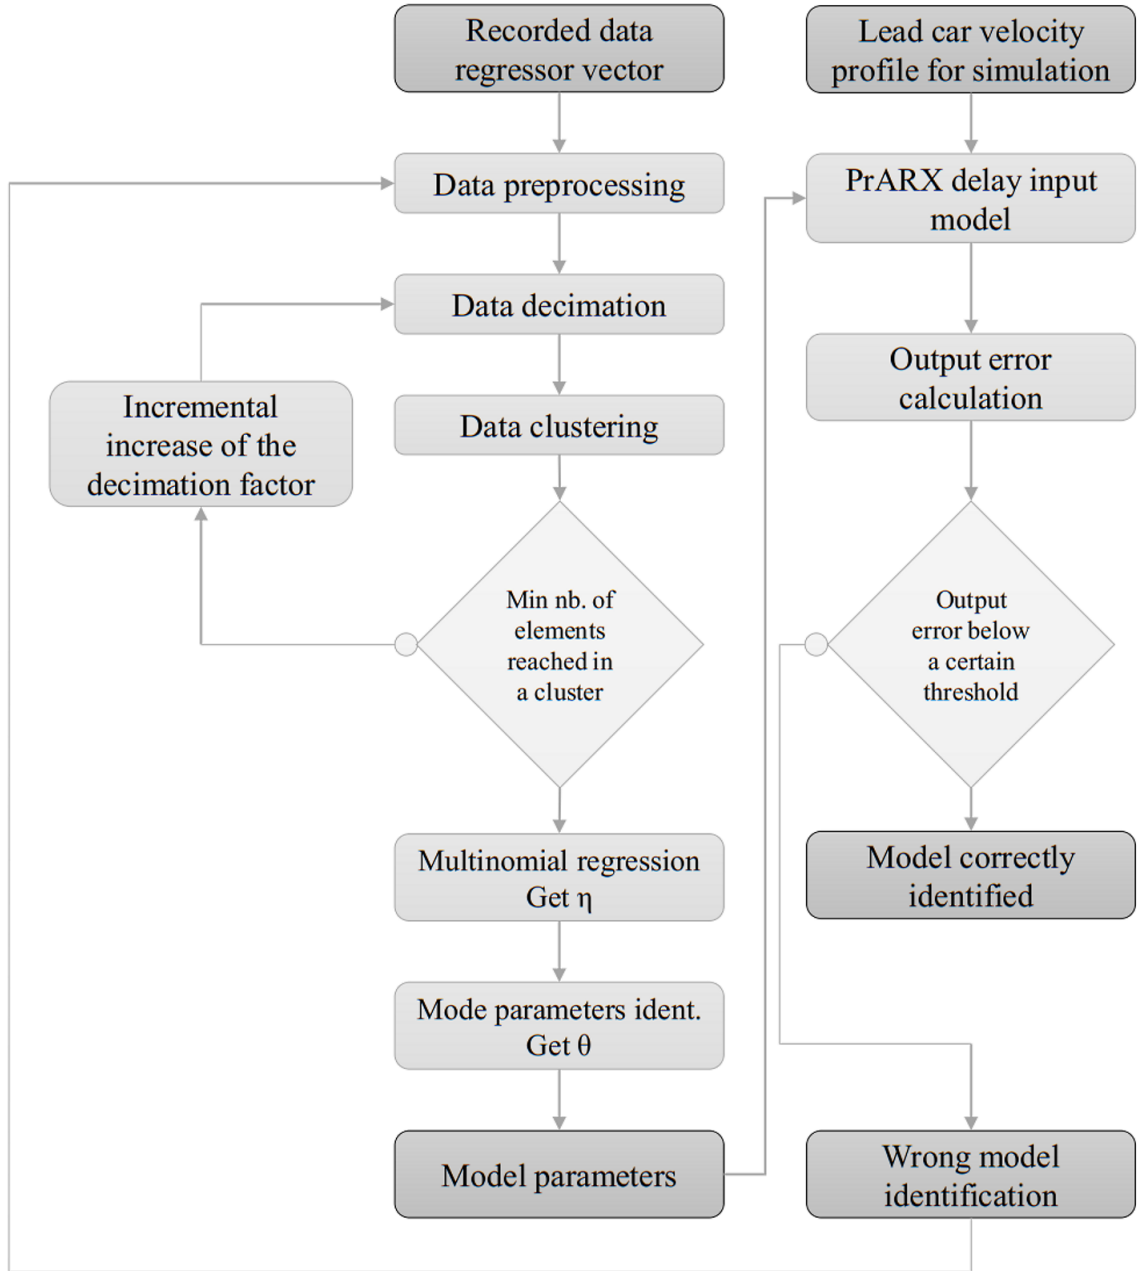 Recorded data
regressor vector
Data preprocessing
Data decimation
Incremental
increase of the
decimation factor
Data clustering
Min nb. of
elements
reached in
a cluster
Multinomial regression
Get η
Mode parameters ident.
Get θ
Model parameters
Lead car velocity
profile for simulation
PrARX delay input
model
Output error
calculation
Output
error below
a certain
threshold
Model correctly
identified
Wrong model
identification